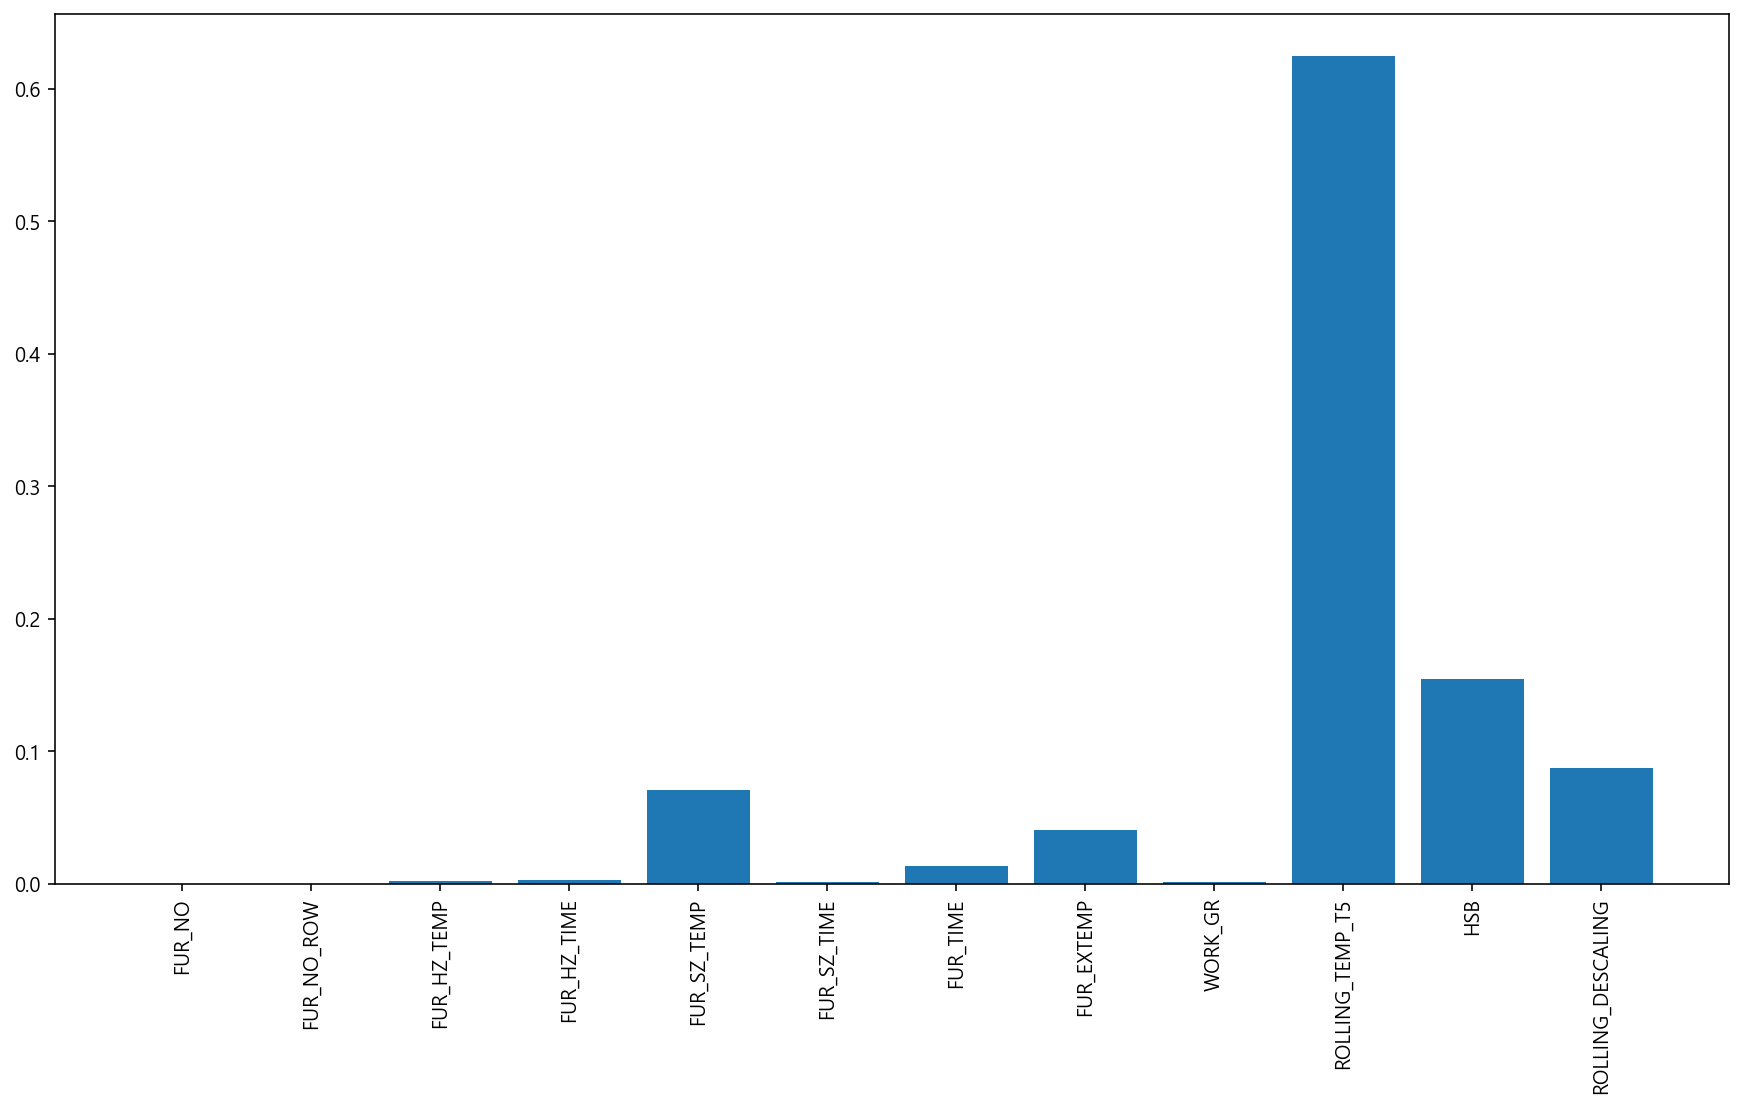 0.6
0.5
0.4
0.3
0.2
0.1
0.0
FUR_NO
FUR_NO_ROW
FUR_HZ_TEMP
FUR_HZ_TIME
FUR_SZ_TEMP
FUR_SZ_TIME
FUR_TIME
FUR_EXTEMP
WORK_GR
ROLLING_TEMP_T5
HSB
ROLLING_DESCALING